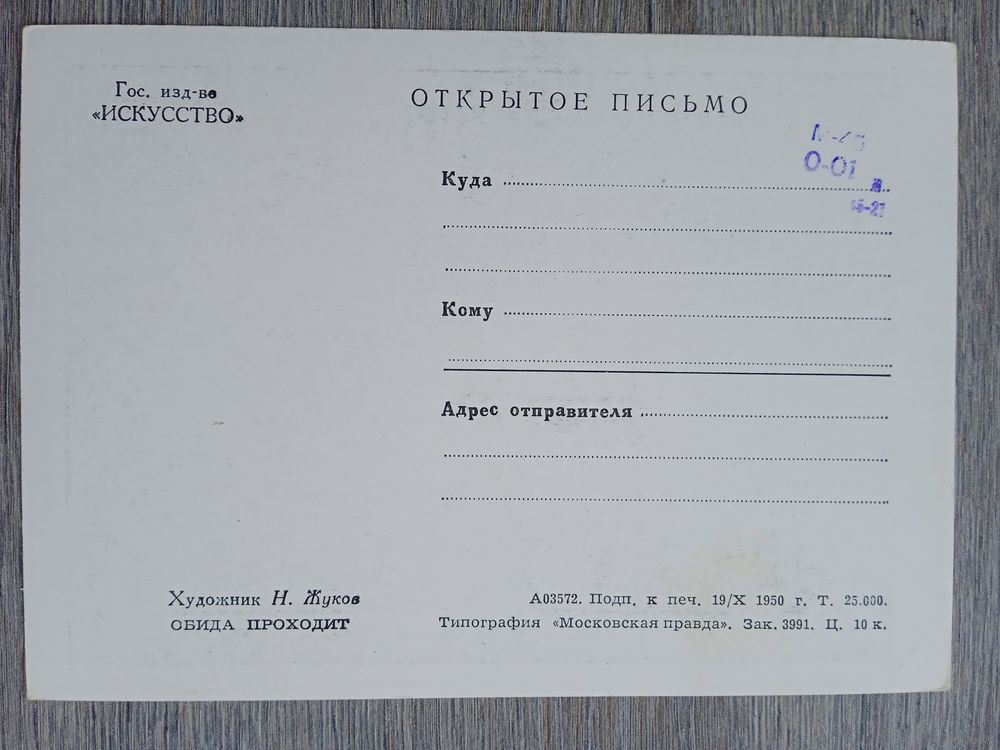 Гос. изд-во
«ИСКУССТВО»
ОТКРЫТОЕ ПИСЬМО
0-01
Куда
Кому
Адрес отправителя
Художник Н. Жуков
ОБИДА ПРОХОДИТ
А03572. Подп. к печ. 19/X 1950 г. Т. 25.000.
Типография «Московская правда». Зак. 3991. Ц. 10 к.